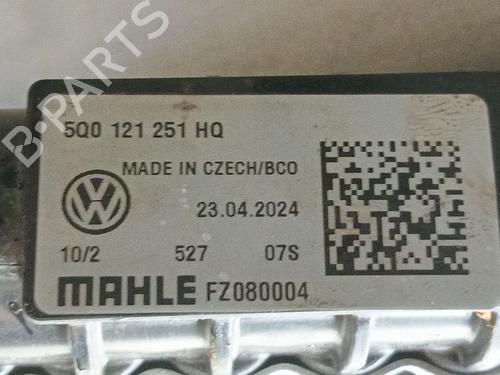 5Q0 121 251 HQ
MADE IN CZECH/BCO
23.04.2024
10/2 527 07S
MAHLE FZ080004
B-PARTS